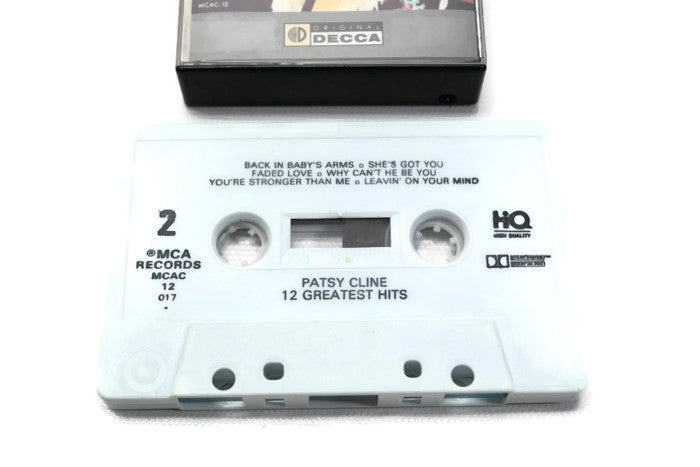 MCAC-12
ORIGINAL
DECCA
BACK IN BABY'S ARMS ▫ SHE'S GOT YOU
FADED LOVE ▫ WHY CAN'T HE BE YOU
YOU'RE STRONGER THAN ME ▫ LEAVIN' ON YOUR MIND
2
HQ
HIGH QUALITY
℗MCA
RECORDS
MCAC
12
017
PATSY CLINE
12 GREATEST HITS